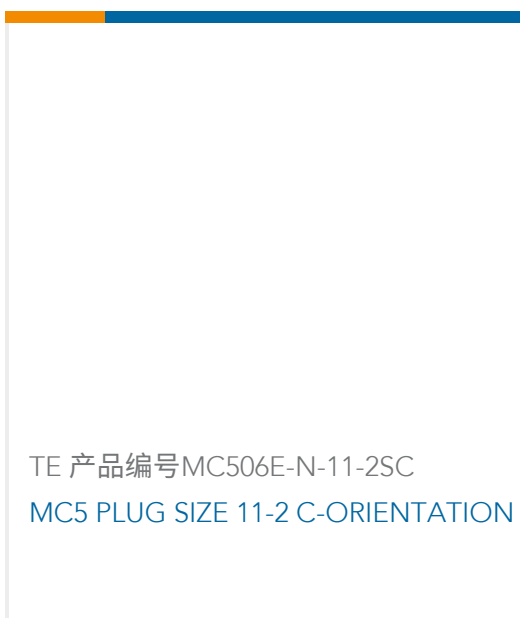 TE 产品编号MC506E-N-11-2SC
MC5 PLUG SIZE 11-2 C-ORIENTATION